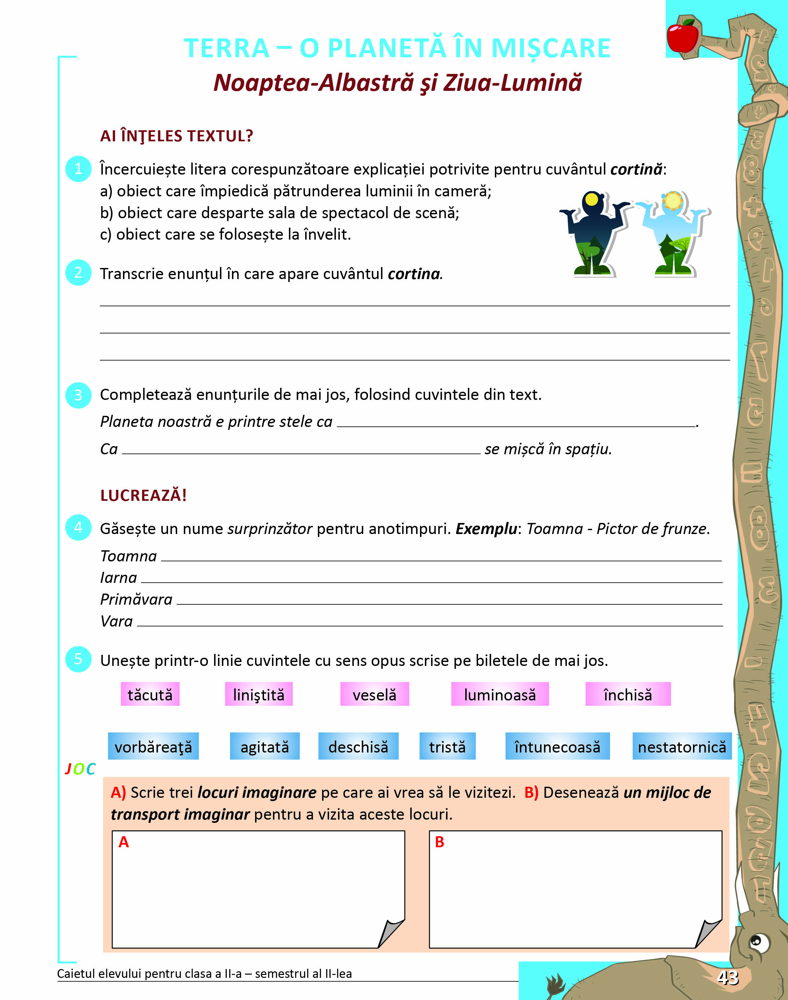 TERRA – O PLANETĂ ÎN MIȘCARE
Noaptea-Albastră şi Ziua-Lumină
AI ÎNŢELES TEXTUL?
1 Încercuiește litera corespunzătoare explicației potrivite pentru cuvântul cortină:
a) obiect care împiedică pătrunderea luminii în cameră;
b) obiect care desparte sala de spectacol de scenă;
c) obiect care se folosește la învelit.
2 Transcrie enunțul în care apare cuvântul cortina.
3 Completează enunțurile de mai jos, folosind cuvintele din text.
Planeta noastră e printre stele ca .
Ca se mișcă în spațiu.
LUCREAZĂ!
4 Găsește un nume surprinzător pentru anotimpuri. Exemplu: Toamna - Pictor de frunze.
Toamna
Iarna
Primăvara
Vara
5 Unește printr-o linie cuvintele cu sens opus scrise pe biletele de mai jos.
tăcută liniştită veselă luminoasă închisă
vorbăreaţă agitată deschisă tristă întunecoasă nestatornică
JOC
A) Scrie trei locuri imaginare pe care ai vrea să le vizitezi. B) Desenează un mijloc de
transport imaginar pentru a vizita aceste locuri.
A B
Caietul elevului pentru clasa a II-a – semestrul al II-lea
43